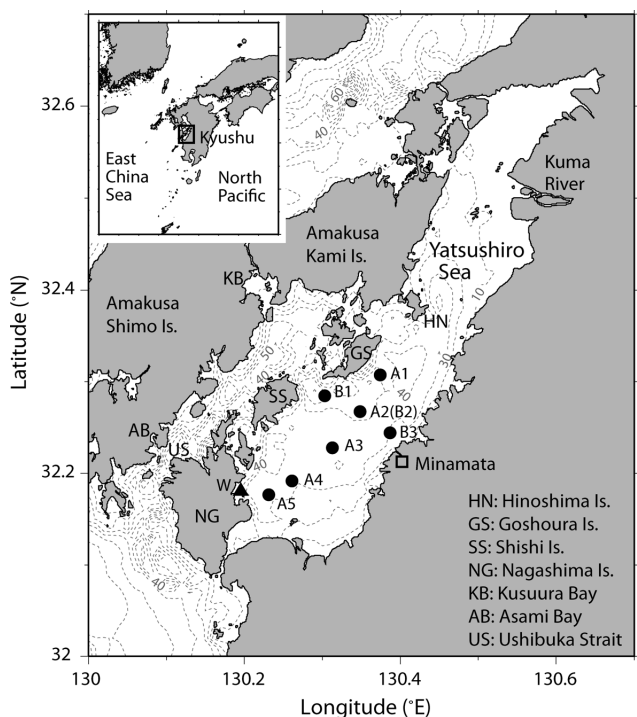 Kyushu
East
China
Sea
North
Pacific
60
40
Kuma
River
Amakusa
Kami Is.
Yatsushiro
Sea
KB
10
Amakusa
Shimo Is.
HN
50
30
GS
A1
40
40
B1
SS
A2(B2)
AB
B3
US
A3
40
Minamata
W
A4
A5
NG
40
HN: Hinoshima Is.
GS: Goshoura Is.
SS: Shishi Is.
NG: Nagashima Is.
KB: Kusuura Bay
AB: Asami Bay
US: Ushibuka Strait
32.6
32.4
32.2
32
Latitude (°N)
130
130.2
130.4
130.6
Longitude (°E)